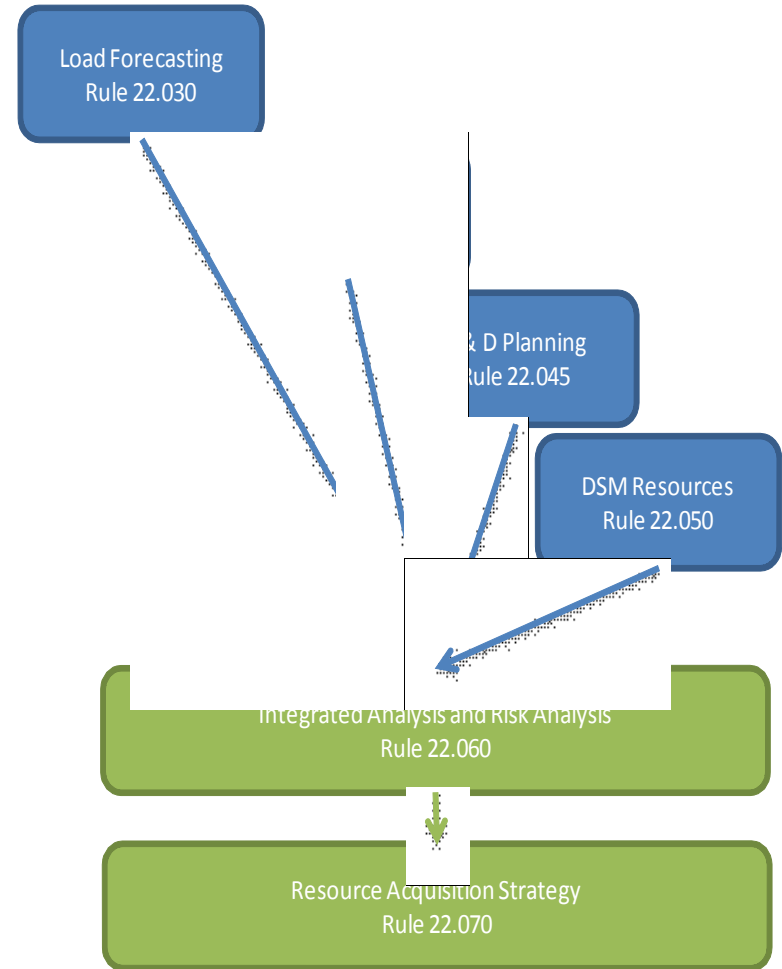 Load Forecasting
Rule 22.030
& D Planning
Rule 22.045
DSM Resources
Rule 22.050
Integrated Analysis and Risk Analysis
Rule 22.060
Resource Acquisition Strategy
Rule 22.070